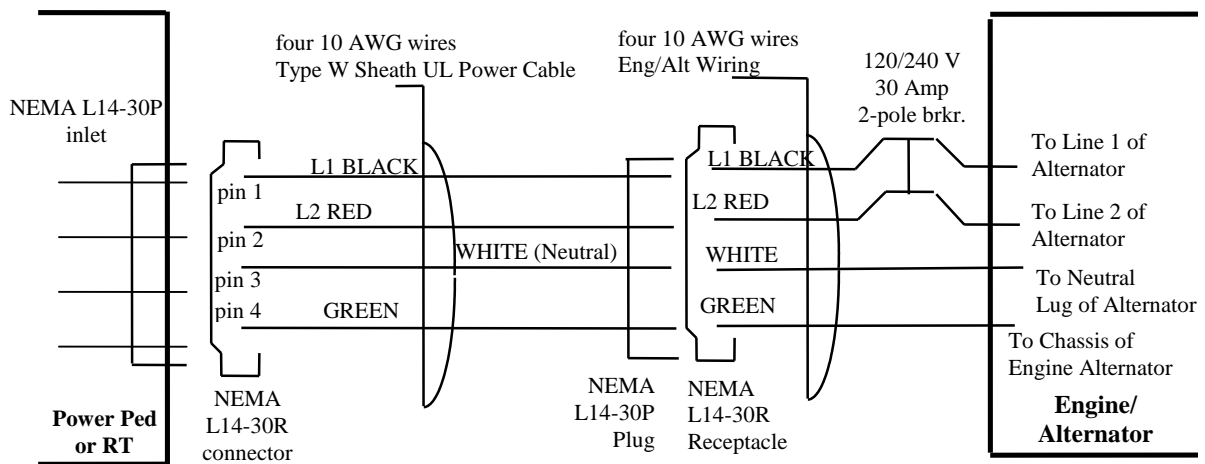 NEMA L14-30P
inlet
four 10 AWG wires
Type W Sheath UL Power Cable
four 10 AWG wires
Eng/Alt Wiring
120/240 V
30 Amp
2-pole brkr.
L1 BLACK
pin 1
L2 RED
pin 2
WHITE (Neutral)
pin 3
pin 4
GREEN
L1 BLACK
L2 RED
WHITE
GREEN
To Line 1 of
Alternator
To Line 2 of
Alternator
To Neutral
Lug of Alternator
To Chassis of
Engine Alternator
Power Ped
or RT
NEMA
L14-30R
connector
NEMA
L14-30P
Plug
NEMA
L14-30R
Receptacle
Engine/
Alternator